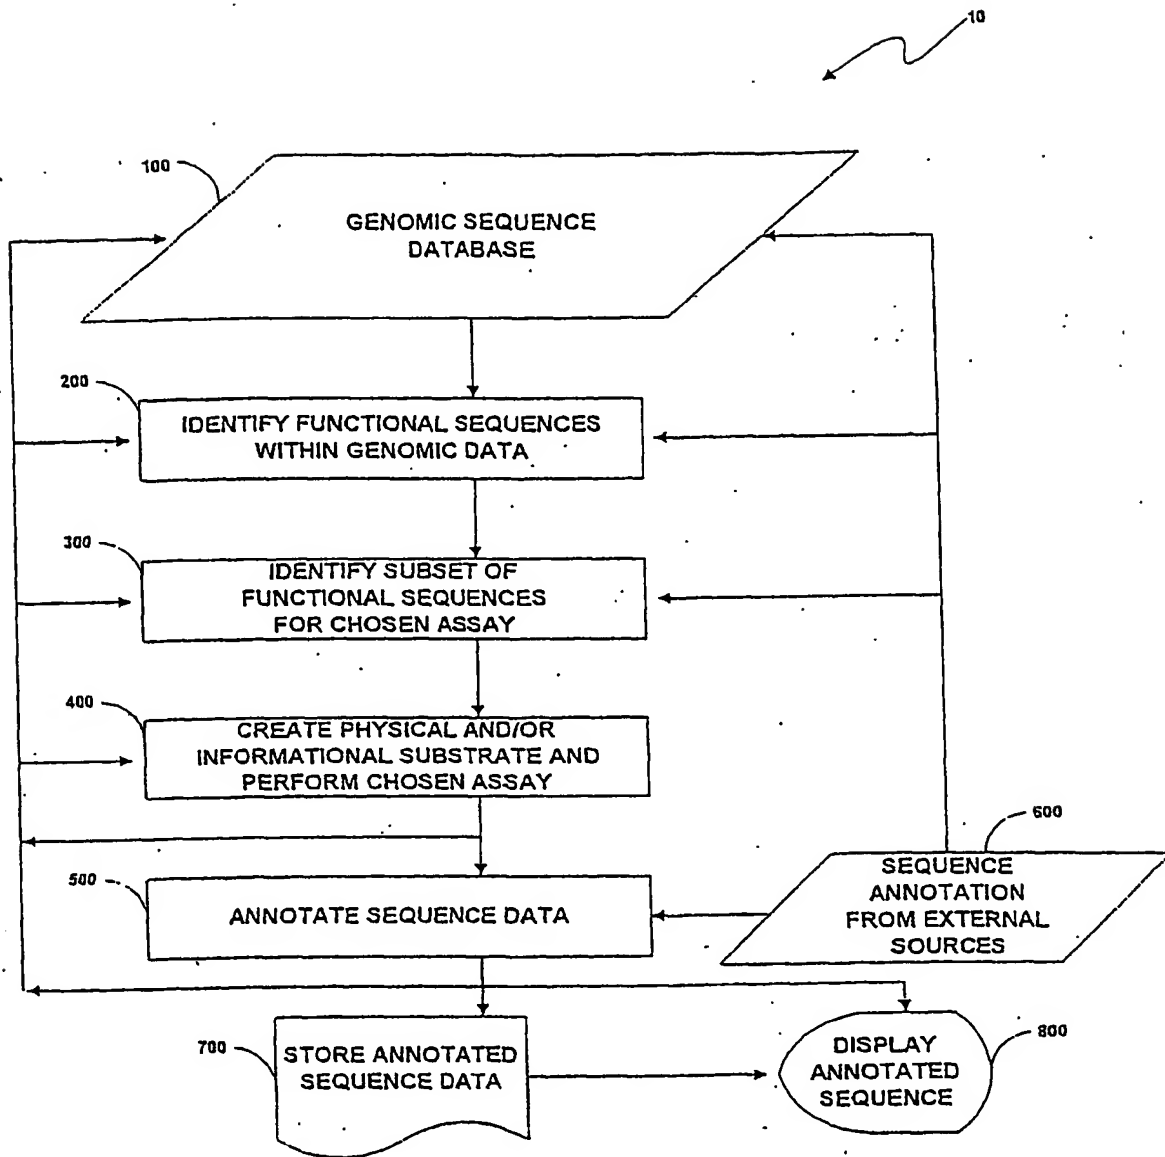 10
100
GENOMIC SEQUENCE
DATABASE
200
IDENTIFY FUNCTIONAL SEQUENCES
WITHIN GENOMIC DATA
300
IDENTIFY SUBSET OF
FUNCTIONAL SEQUENCES
FOR CHOSEN ASSAY
400
CREATE PHYSICAL AND/OR
INFORMATIONAL SUBSTRATE AND
PERFORM CHOSEN ASSAY
500
ANNOTATE SEQUENCE DATA
600
SEQUENCE
ANNOTATION
FROM EXTERNAL
SOURCES
700
STORE ANNOTATED
SEQUENCE DATA
800
DISPLAY
ANNOTATED
SEQUENCE